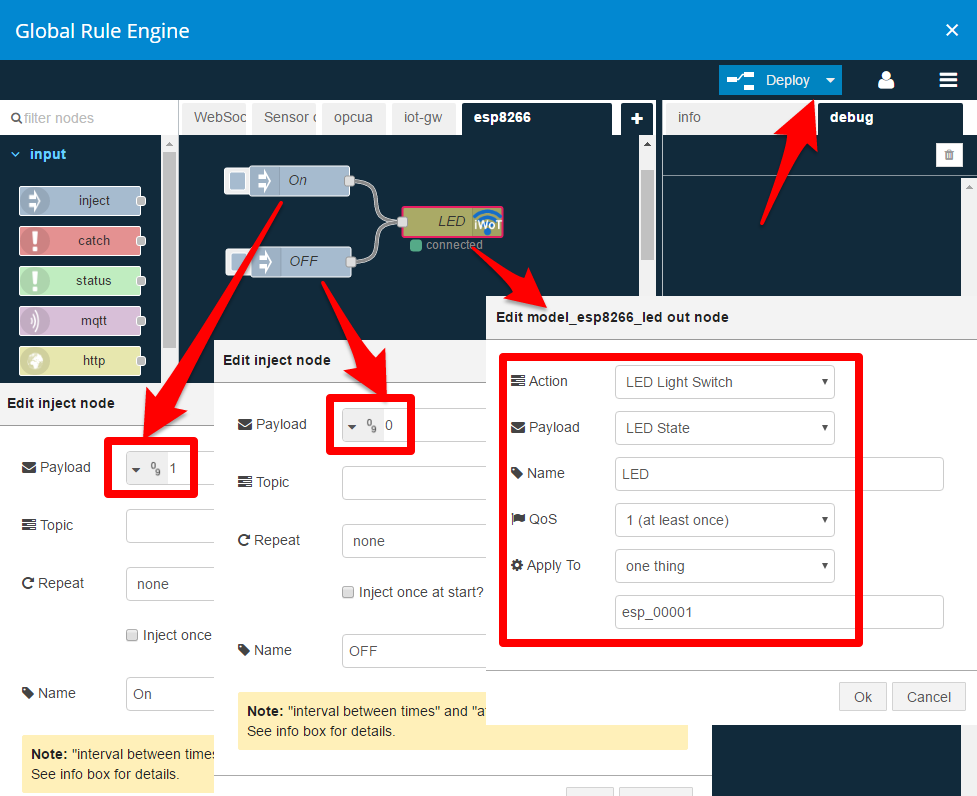 Global Rule Engine
×
Deploy
filter nodes
WebSoc
Sensor
opcua
iot-gw
esp8266
+
info
debug
input
inject
catch
status
mqtt
http
On
OFF
LED
iWoT
connected
Edit inject node
Payload
1
Topic
Repeat
none
Inject once
Name
On
Note: "interval between times
See info box for details.
Edit inject node
Payload
0
Topic
Repeat
none
Inject once at start?
Name
OFF
Note: "interval between times" and "a
See info box for details.
Edit model_esp8266_led out node
Action
LED Light Switch
Payload
LED State
Name
LED
QoS
1 (at least once)
Apply To
one thing
esp_00001
Ok
Cancel